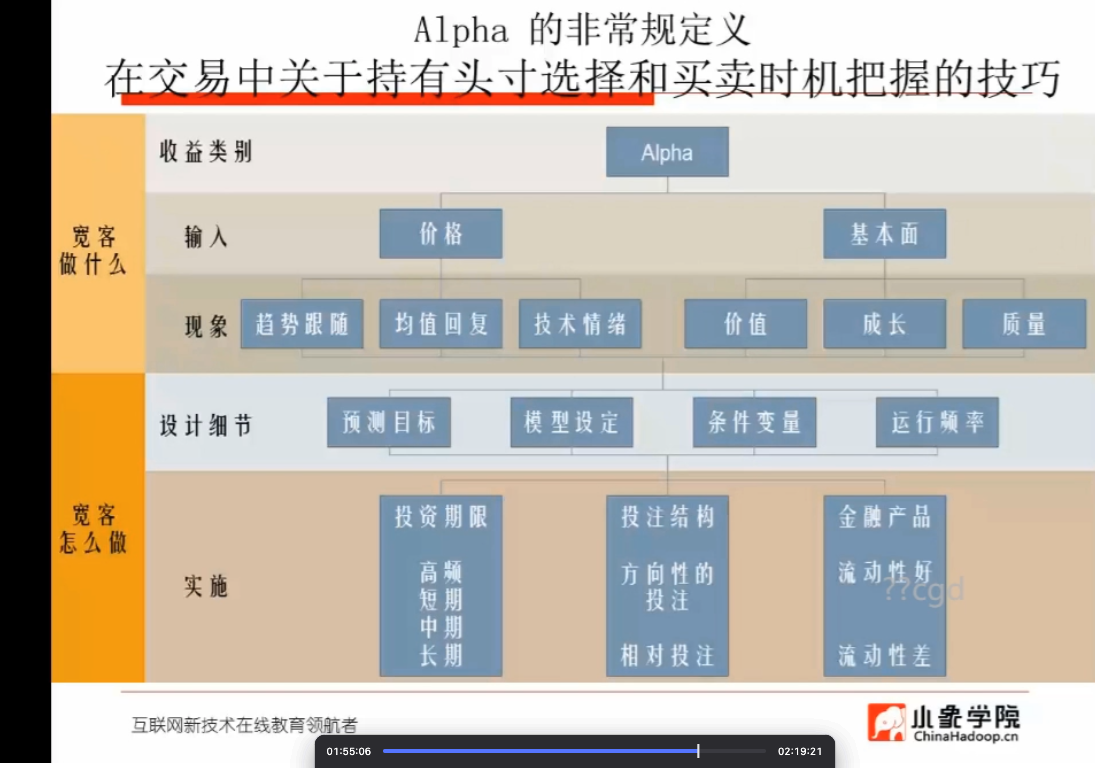 Alpha 的非常规定义
在交易中关于持有头寸选择和买卖时机把握的技巧
收益类别
Alpha
宽客
做什么
输入
价格
基本面
现象
趋势跟随
均值回复
技术情绪
价值
成长
质量
设计细节
预测目标
模型设定
条件变量
运行频率
宽客
怎么做
实施
投资期限
高频
短期
中期
长期
投注结构
方向性的
投注
相对投注
金融产品
流动性好
流动性差
??cgd
互联网新技术在线教育领航者
小象学院
ChinaHadoop.cn
01:55:06
02:19:21